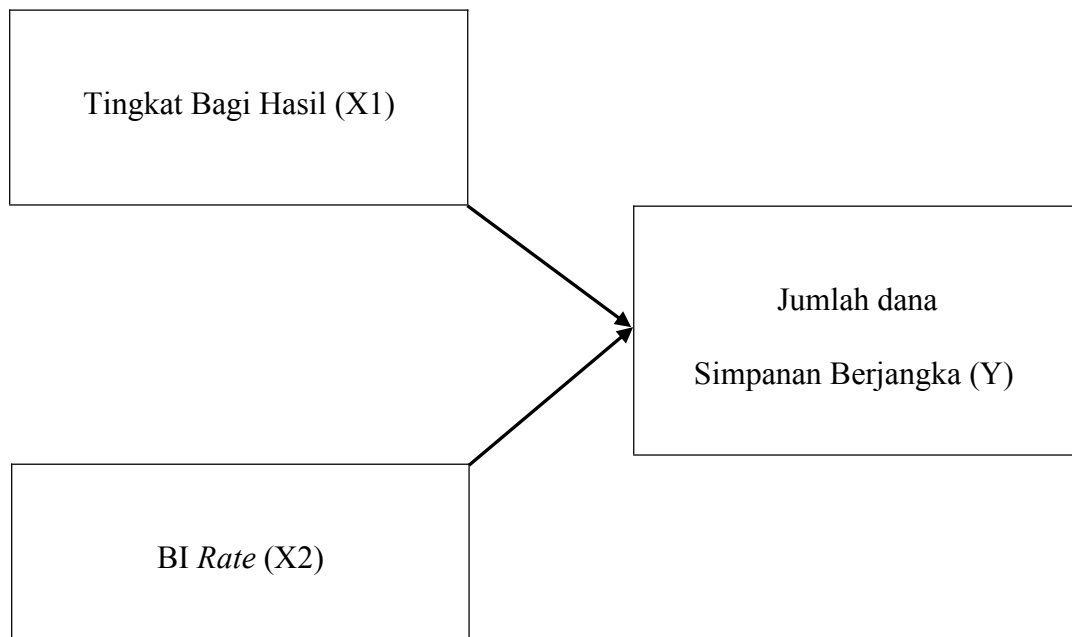 Tingkat Bagi Hasil (X1)
Jumlah dana
Simpanan Berjangka (Y)
BI Rate (X2)